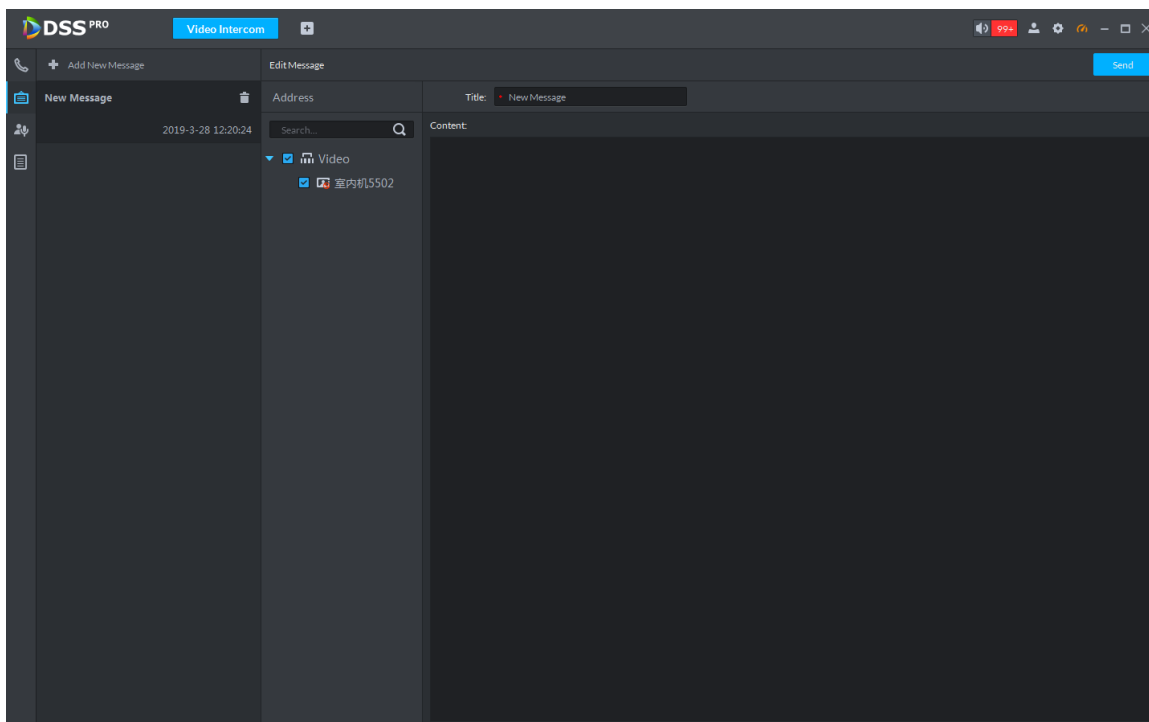 DSS PRO Video Intercom 99+
Add New Message Edit Message Send
New Message Address Title: * New Message
2019-3-28 12:20:24 Search... Content:
Video
室内机5502